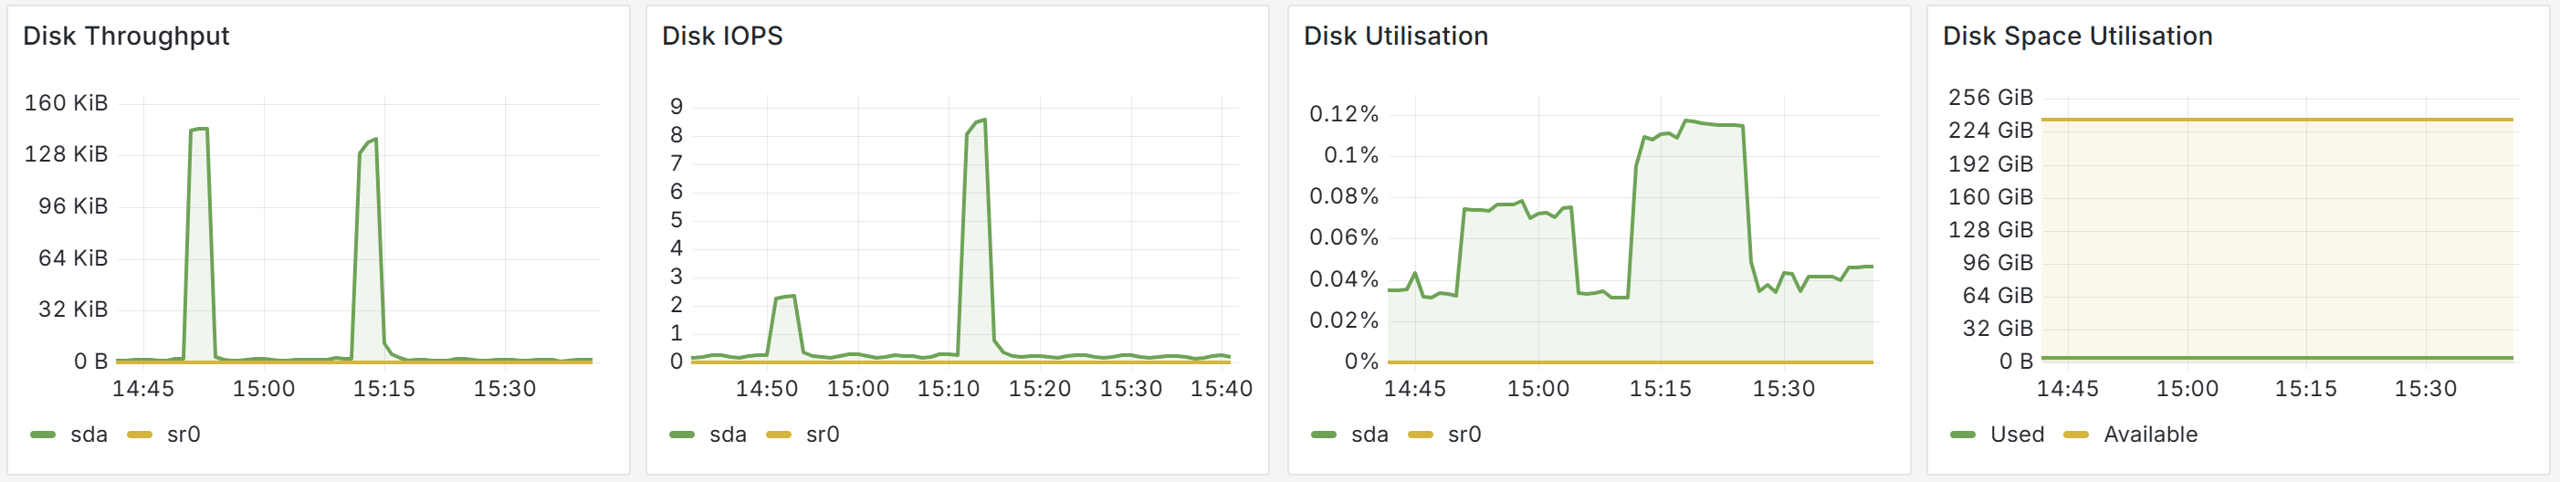 Disk Throughput
160 KiB
128 KiB
96 KiB
64 KiB
32 KiB
0 B
14:45 15:00 15:15 15:30
sda sr0
Disk IOPS
9
8
7
6
5
4
3
2
1
0
14:50 15:00 15:10 15:20 15:30 15:40
sda sr0
Disk Utilisation
0.12%
0.1%
0.08%
0.06%
0.04%
0.02%
0%
14:45 15:00 15:15 15:30
sda sr0
Disk Space Utilisation
256 GiB
224 GiB
192 GiB
160 GiB
128 GiB
96 GiB
64 GiB
32 GiB
0 B
14:45 15:00 15:15 15:30
Used Available